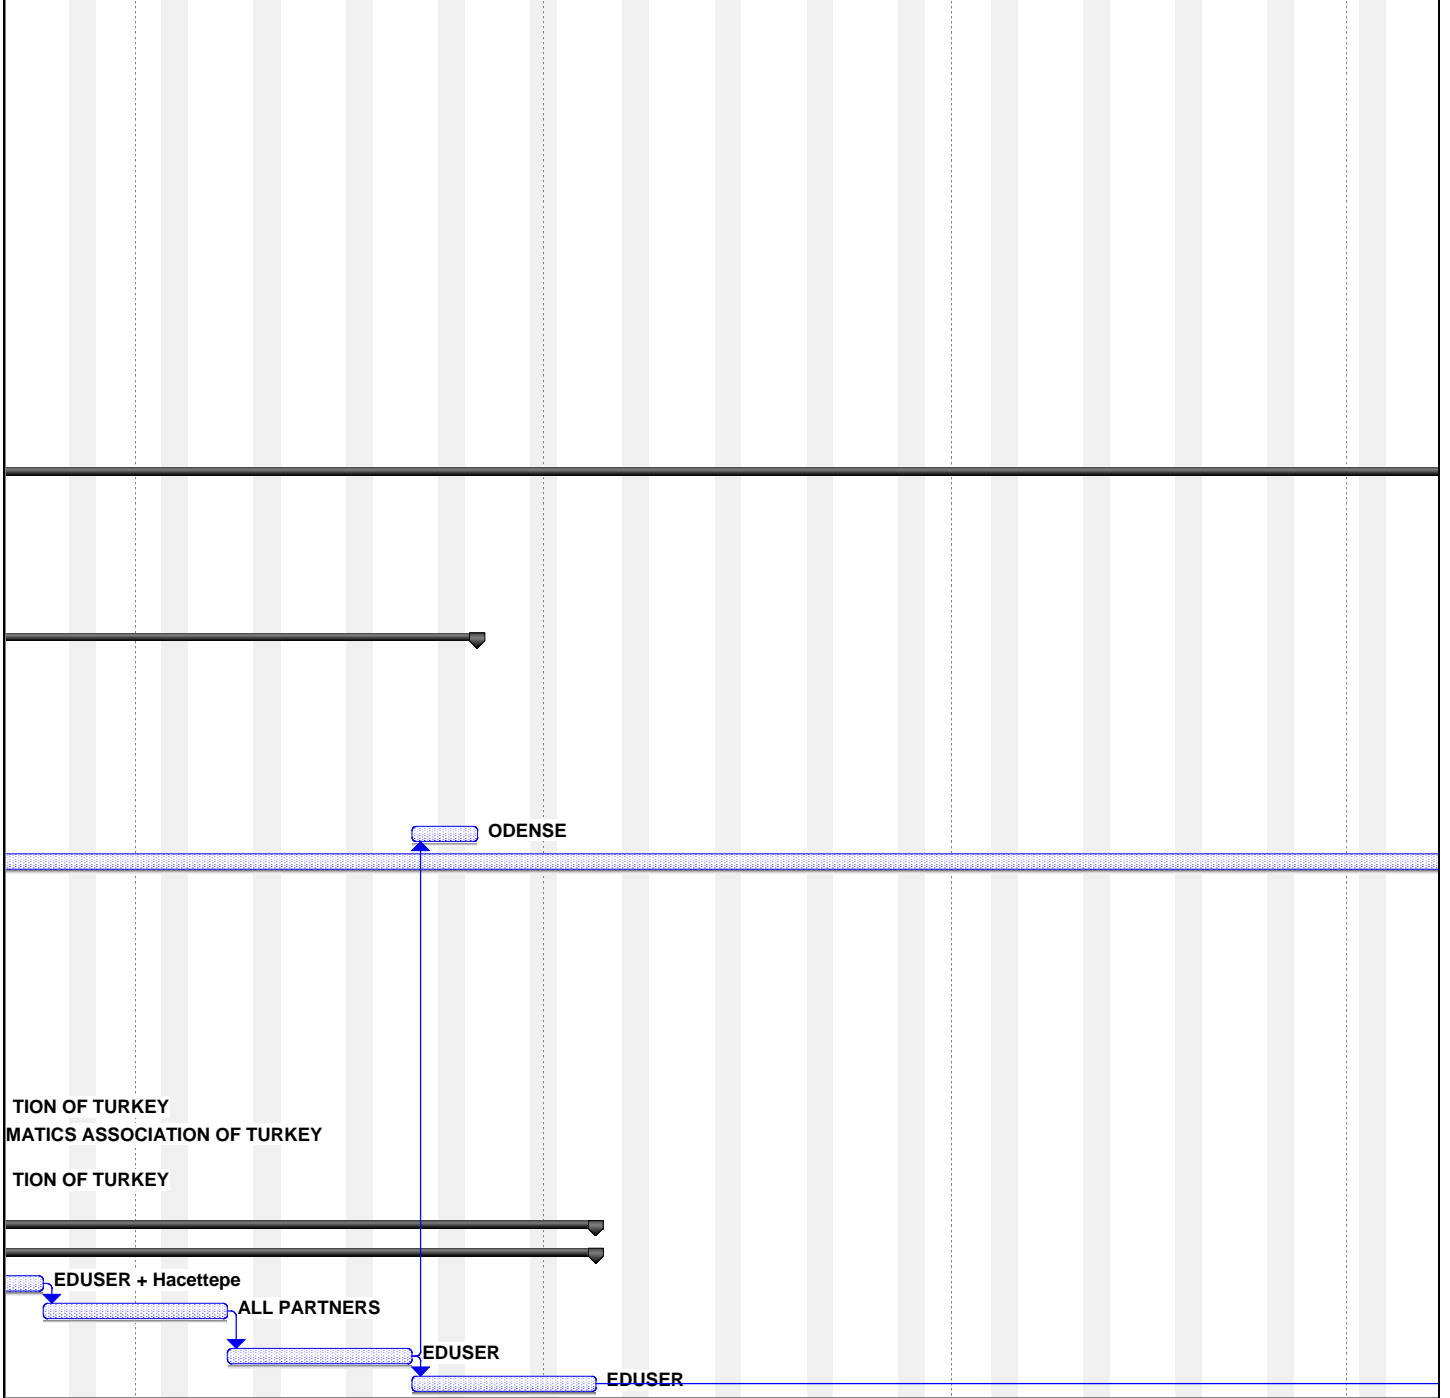 ODENSE
TION OF TURKEY
MATICS ASSOCIATION OF TURKEY
TION OF TURKEY
EDUSER + Hacettepe
ALL PARTNERS
EDUSER
EDUSER